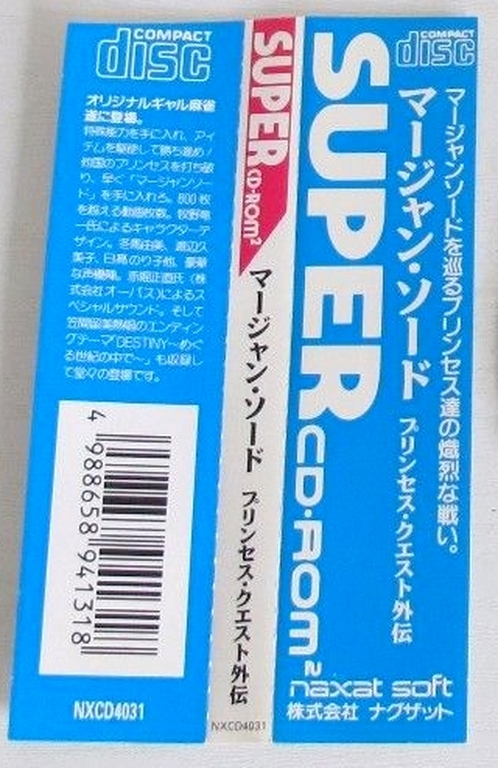 COMPACT
disc
オリジナルギャル麻雀
遂に登場。
特殊能力を手に入れ、アイ
テムを駆使して勝ち進め!
他国のプリンセスを打ち破
り、早く「マージャンソー
ド」を手に入れろ。800枚
を越える動画枚数。牧野竜
一氏によるキャラクターデ
ザイン。冬馬由美、渡辺久
美子、日髙のり子他、豪華
な声優陣。赤堀正直氏(株
式会社オーパス)によるス
ペシャルサウンド。そして
笠原留美熱唱のエンディン
グテーマ"DESTINY〜めぐ
る世紀の中で〜"も収録し
て堂々の登場です。
4 988658 941318
NXCD4031
SUPER CD-ROM²
マージャン・ソード プリンセス・クエスト外伝
NXCD4031
COMPACT
disc
マージャンソードを巡るプリンセス達の熾烈な戦い。
マージャン・ソード プリンセス・クエスト外伝
SUPER CD-ROM²
naxat soft
株式会社 ナグザット